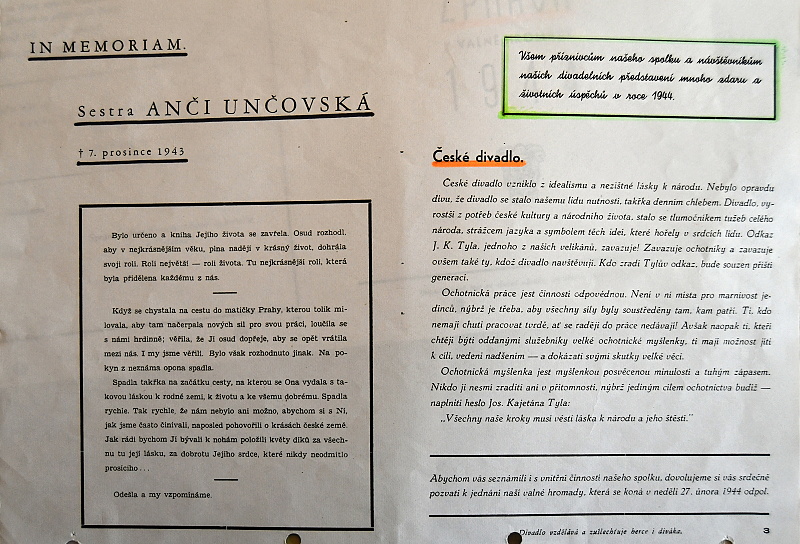 IN MEMORIAM.
Sestra ANČI UNČOVSKÁ
† 7. prosince 1943
Bylo určeno a kniha Jejího života se zavřela. Osud rozhodl,
aby v nejkrásnějším věku, plna nadějí v krásný život, dohrála
svoji roli. Roli největší — roli života. Tu nejkrásnější roli, která
byla přidělena každému z nás.
Když se chystala na cestu do matičky Prahy, kterou tolik mi-
lovala, aby tam načerpala nových sil pro svou práci, loučila se
s námi hrdinně; věřila, že Jí osud dopřeje, aby se opět vrátila
mezi nás. I my jsme věřili. Bylo však rozhodnuto jinak. Na po-
kyn z neznáma opona spadla.
Spadla takřka na začátku cesty, na kterou se Ona vydala s ta-
kovou láskou k rodné zemi, k životu a ke všemu dobrému. Spadla
rychle. Tak rychle, že nám nebylo ani možno, abychom si s Ní,
jak jsme často činívali, naposled pohovořili o krásách české země.
Jak rádi bychom Jí bývali k nohám položili květy díků za všech-
nu tu její lásku, za dobrotu Jejího srdce, které nikdy neodmítlo
prosícího...
Odešla a my vzpomínáme.
Všem příznivcům našeho spolku a návštěvníkům
našich divadelních představení mnoho zdaru a
životních úspěchů v roce 1944.
České divadlo.
České divadlo vzniklo z idealismu a nezištné lásky k národu. Nebylo opravdu
divu, že divadlo se stalo našemu lidu nutností, takřka denním chlebem. Divadlo, vy-
rostší z potřeb české kultury a národního života, stalo se tlumočníkem tužeb celého
národa, strážcem jazyka a symbolem těch ideí, které hořely v srdcích lidu. Odkaz
J. K. Tyla, jednoho z našich velikánů, zavazuje! Zavazuje ochotníky a zavazuje
ovšem také ty, kdož divadlo navštěvují. Kdo zradí Tylův odkaz, bude souzen příští
generací.
Ochotnická práce jest činností odpovědnou. Není v ní místa pro marnivost je-
dinců, nýbrž je třeba, aby všechny síly byly soustředěny tam, kam patří. Ti, kdo
nemají chuti pracovat tvrdě, ať se raději do práce nedávají! Avšak naopak ti, kteří
chtějí býti oddanými služebníky velké ochotnické myšlenky, ti mají možnost jíti
k cíli, vedeni nadšením — a dokázati svými skutky velké věci.
Ochotnická myšlenka jest myšlenkou posvěcenou minulostí a tuhým zápasem.
Nikdo jí nesmí zraditi ani v přítomnosti, nýbrž jediným cílem ochotnictva budiž —
naplniti heslo Jos. Kajetána Tyla:
„Všechny naše kroky musí vésti láska k národu a jeho štěstí."
Abychom vás seznámili i s vnitřní činností našeho spolku, dovolujeme si vás srdečně
pozvati k jednání naší valné hromady, která se koná v neděli 27. února 1944 odpol.
Divadlo vzdělává a zušlechťuje herce i diváka.
3